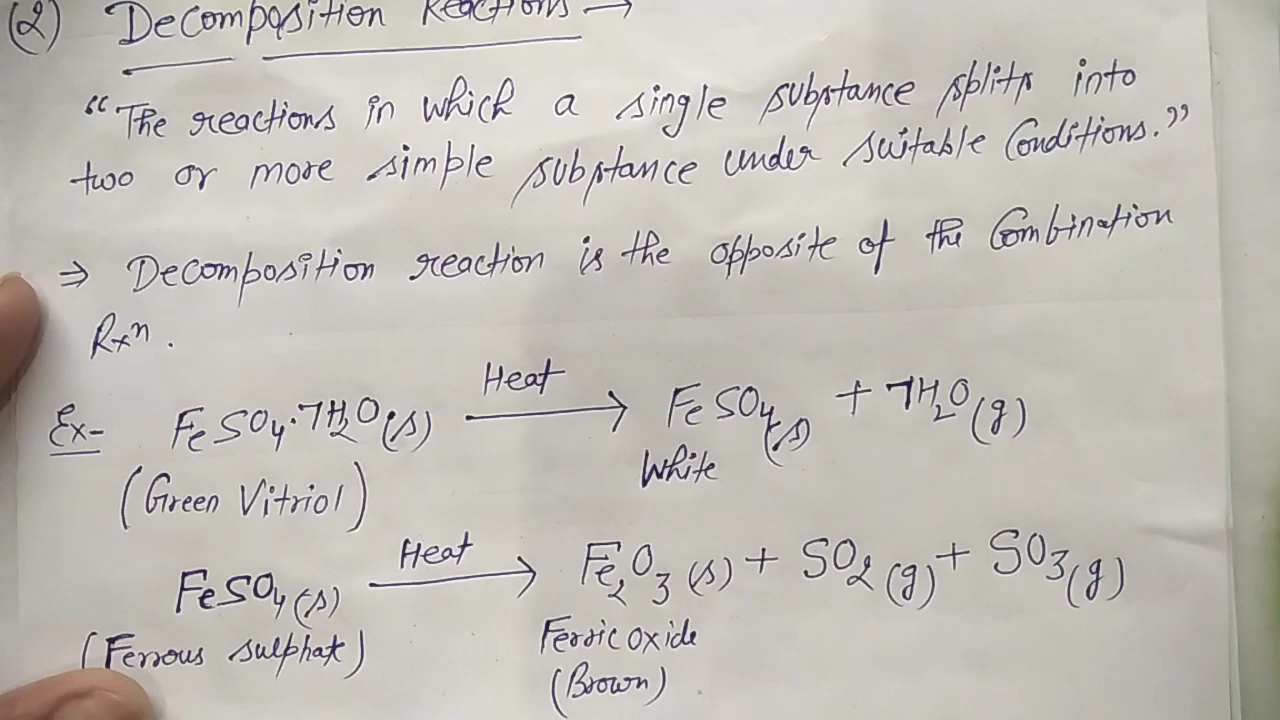 (2) Decomposition Reactions →
“The reactions in which a single substance splits into
two or more simple substance under suitable Conditions.”
⇒ Decomposition reaction is the opposite of the Combination
Rxⁿ.
Ex- FeSO₄·7H₂O(s) Heat → FeSO₄(s) + 7H₂O(g)
(Green Vitriol) White
FeSO₄(s) Heat → Fe₂O₃(s) + SO₂(g) + SO₃(g)
(Ferrous sulphate) Ferric oxide
(Brown)